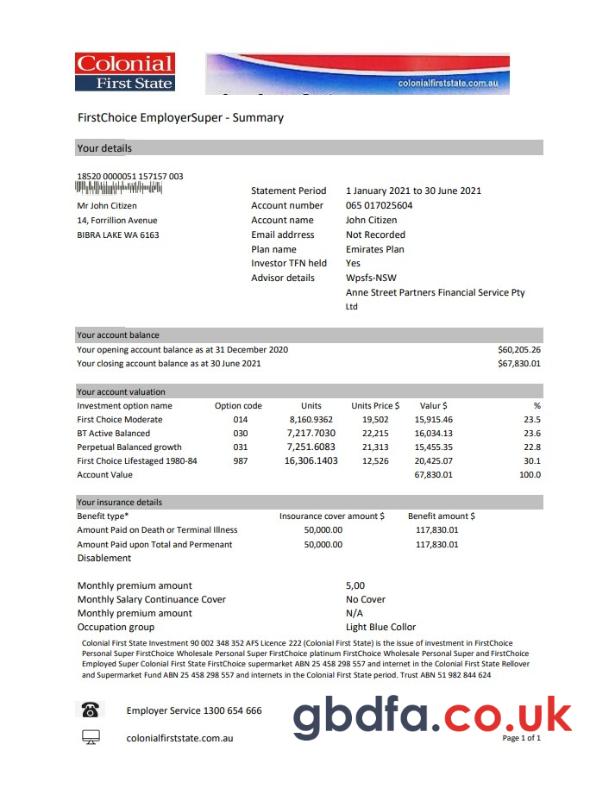 Colonial
First State
colonialfirststate.com.au
FirstChoice EmployerSuper - Summary
Your details
18520 0000051 157157 003
Mr John Citizen
14, Forrillion Avenue
BIBRA LAKE WA 6163
Statement Period 1 January 2021 to 30 June 2021
Account number 065 017025604
Account name John Citizen
Email addrress Not Recorded
Plan name Emirates Plan
Investor TFN held Yes
Advisor details Wpsfs-NSW
Anne Street Partners Financial Service Pty
Ltd
Your account balance
Your opening account balance as at 31 December 2020 $60,205.26
Your closing account balance as at 30 June 2021 $67,830.01
Your account valuation
Investment option name Option code Units Units Price $ Valur $ %
First Choice Moderate 014 8,160.9362 19,502 15,915.46 23.5
BT Active Balanced 030 7,217.7030 22,215 16,034.13 23.6
Perpetual Balanced growth 031 7,251.6083 21,313 15,455.35 22.8
First Choice Lifestaged 1980-84 987 16,306.1403 12,526 20,425.07 30.1
Account Value 67,830.01 100.0
Your insurance details
Benefit type* Insourance cover amount $ Benefit amount $
Amount Paid on Death or Terminal Illness 50,000.00 117,830.01
Amount Paid upon Total and Permenant 50,000.00 117,830.01
Disablement
Monthly premium amount 5,00
Monthly Salary Continuance Cover No Cover
Monthly premium amount N/A
Occupation group Light Blue Collor
Colonial First State Investment 90 002 348 352 AFS Licence 222 (Colonial First State) is the issue of investment in FirstChoice
Personal Super FirstChoice Wholesale Personal Super FirstChoice platinum FirstChoice Wholesale Personal Super and FirstChoice
Employed Super Colonial First State FirstChoice supermarket ABN 25 458 298 557 and internet in the Colonial First State Rellover
and Supermarket Fund ABN 25 458 298 557 and internets in the Colonial First State period. Trust ABN 51 982 844 624
Employer Service 1300 654 666
colonialfirststate.com.au
gbdfa.co.uk
Page 1 of 1